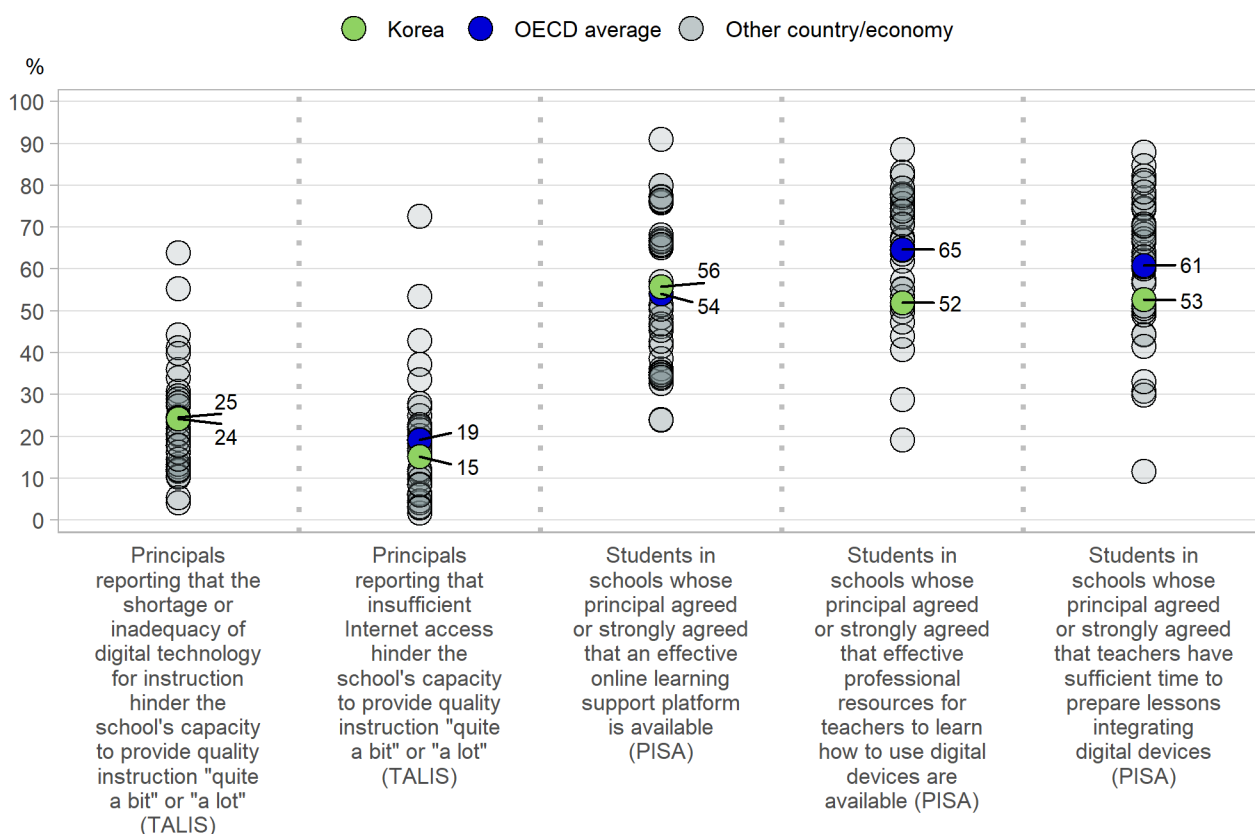 Korea OECD average Other country/economy
%
100
90
80
70
60
50
40
30
20
10
0
25
24
19
15
56
54
65
52
61
53
Principals
reporting that the
shortage or
inadequacy of
digital technology
for instruction
hinder the
school's capacity
to provide quality
instruction "quite
a bit" or "a lot"
(TALIS)
Principals
reporting that
insufficient
Internet access
hinder the
school's capacity
to provide quality
instruction "quite
a bit" or "a lot"
(TALIS)
Students in
schools whose
principal agreed
or strongly agreed
that an effective
online learning
support platform
is available
(PISA)
Students in
schools whose
principal agreed
or strongly agreed
that effective
professional
resources for
teachers to learn
how to use digital
devices are
available (PISA)
Students in
schools whose
principal agreed
or strongly agreed
that teachers have
sufficient time to
prepare lessons
integrating
digital devices
(PISA)